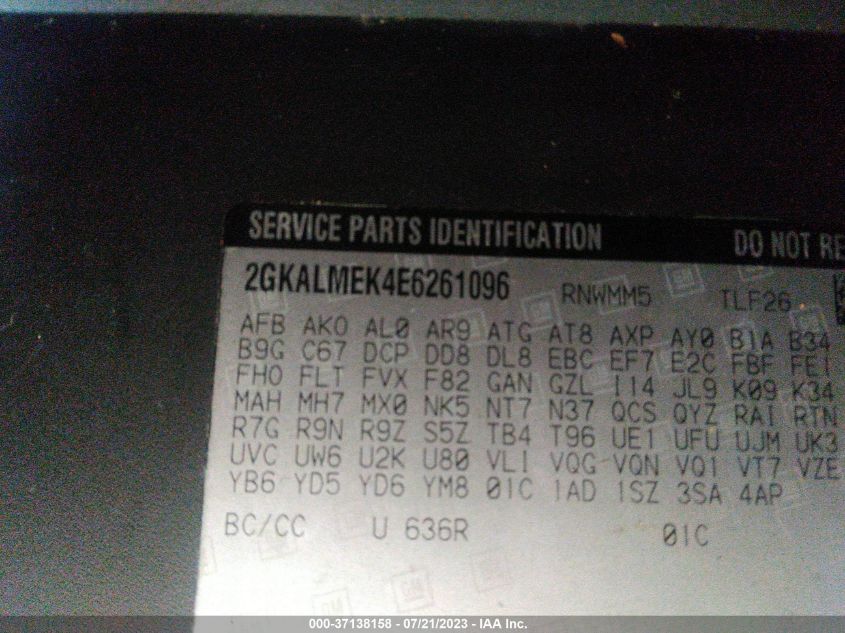 SERVICE PARTS IDENTIFICATION DO NOT RE
2GKALMEK4E6261096 RNWMM5 TLF26
AFB AKO AL0 AR9 ATG AT8 AXP AY0 B1A B34
B9G C67 DCP DD8 DL8 EBC EF7 E2C FBF FE1
FHO FLT FVX F82 GAN GZL I14 JL9 K09 K34
MAH MH7 MX0 NK5 NT7 N37 QCS QYZ RAI RTN
R7G R9N R9Z S5Z TB4 T96 UE1 UFU UJM UK3
UVC UW6 U2K U80 VLI VQG VQN VQ1 VT7 VZE
YB6 YD5 YD6 YM8 01C 1AD 1SZ 3SA 4AP
BC/CC U 636R 01C
GM
000-37138158 - 07/21/2023 - IAA Inc.